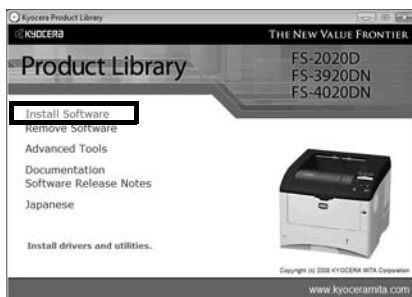 Kyocera Product Library
KYOCERA
THE NEW VALUE FRONTIER
Product Library
FS-2020D
FS-3920DN
FS-4020DN
Install Software
Remove Software
Advanced Tools
Documentation
Software Release Notes
Japanese
Install drivers and utilities.
Copyright (c) 2008 KYOCERA MITA Corporation
www.kyoceramita.com